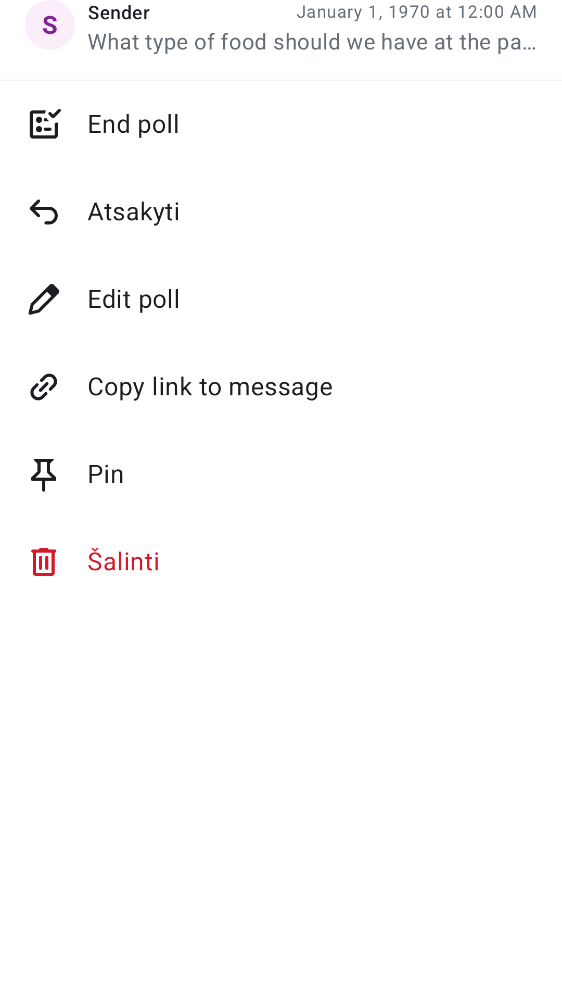 S
Sender
January 1, 1970 at 12:00 AM
What type of food should we have at the pa…
End poll
Atsakyti
Edit poll
Copy link to message
Pin
Šalinti